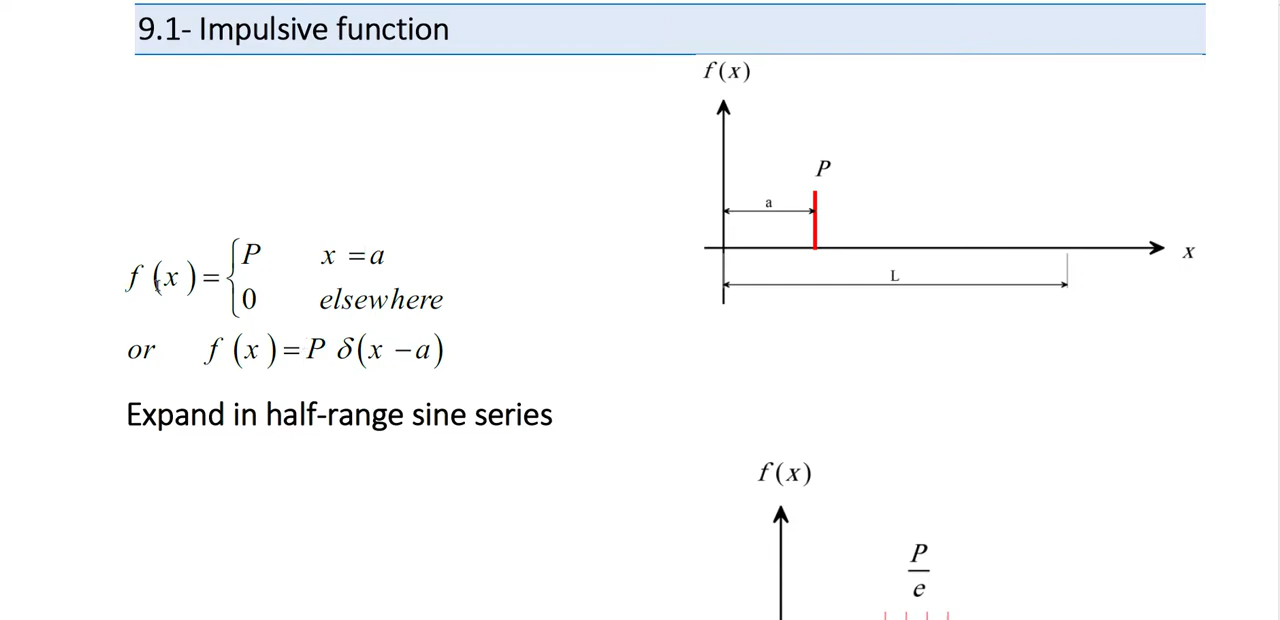 9.1- Impulsive function
f(x)
P
a
x
L
f(x)= { P x = a
0 elsewhere
or f(x)= P δ(x − a)
Expand in half-range sine series
f(x)
P
e